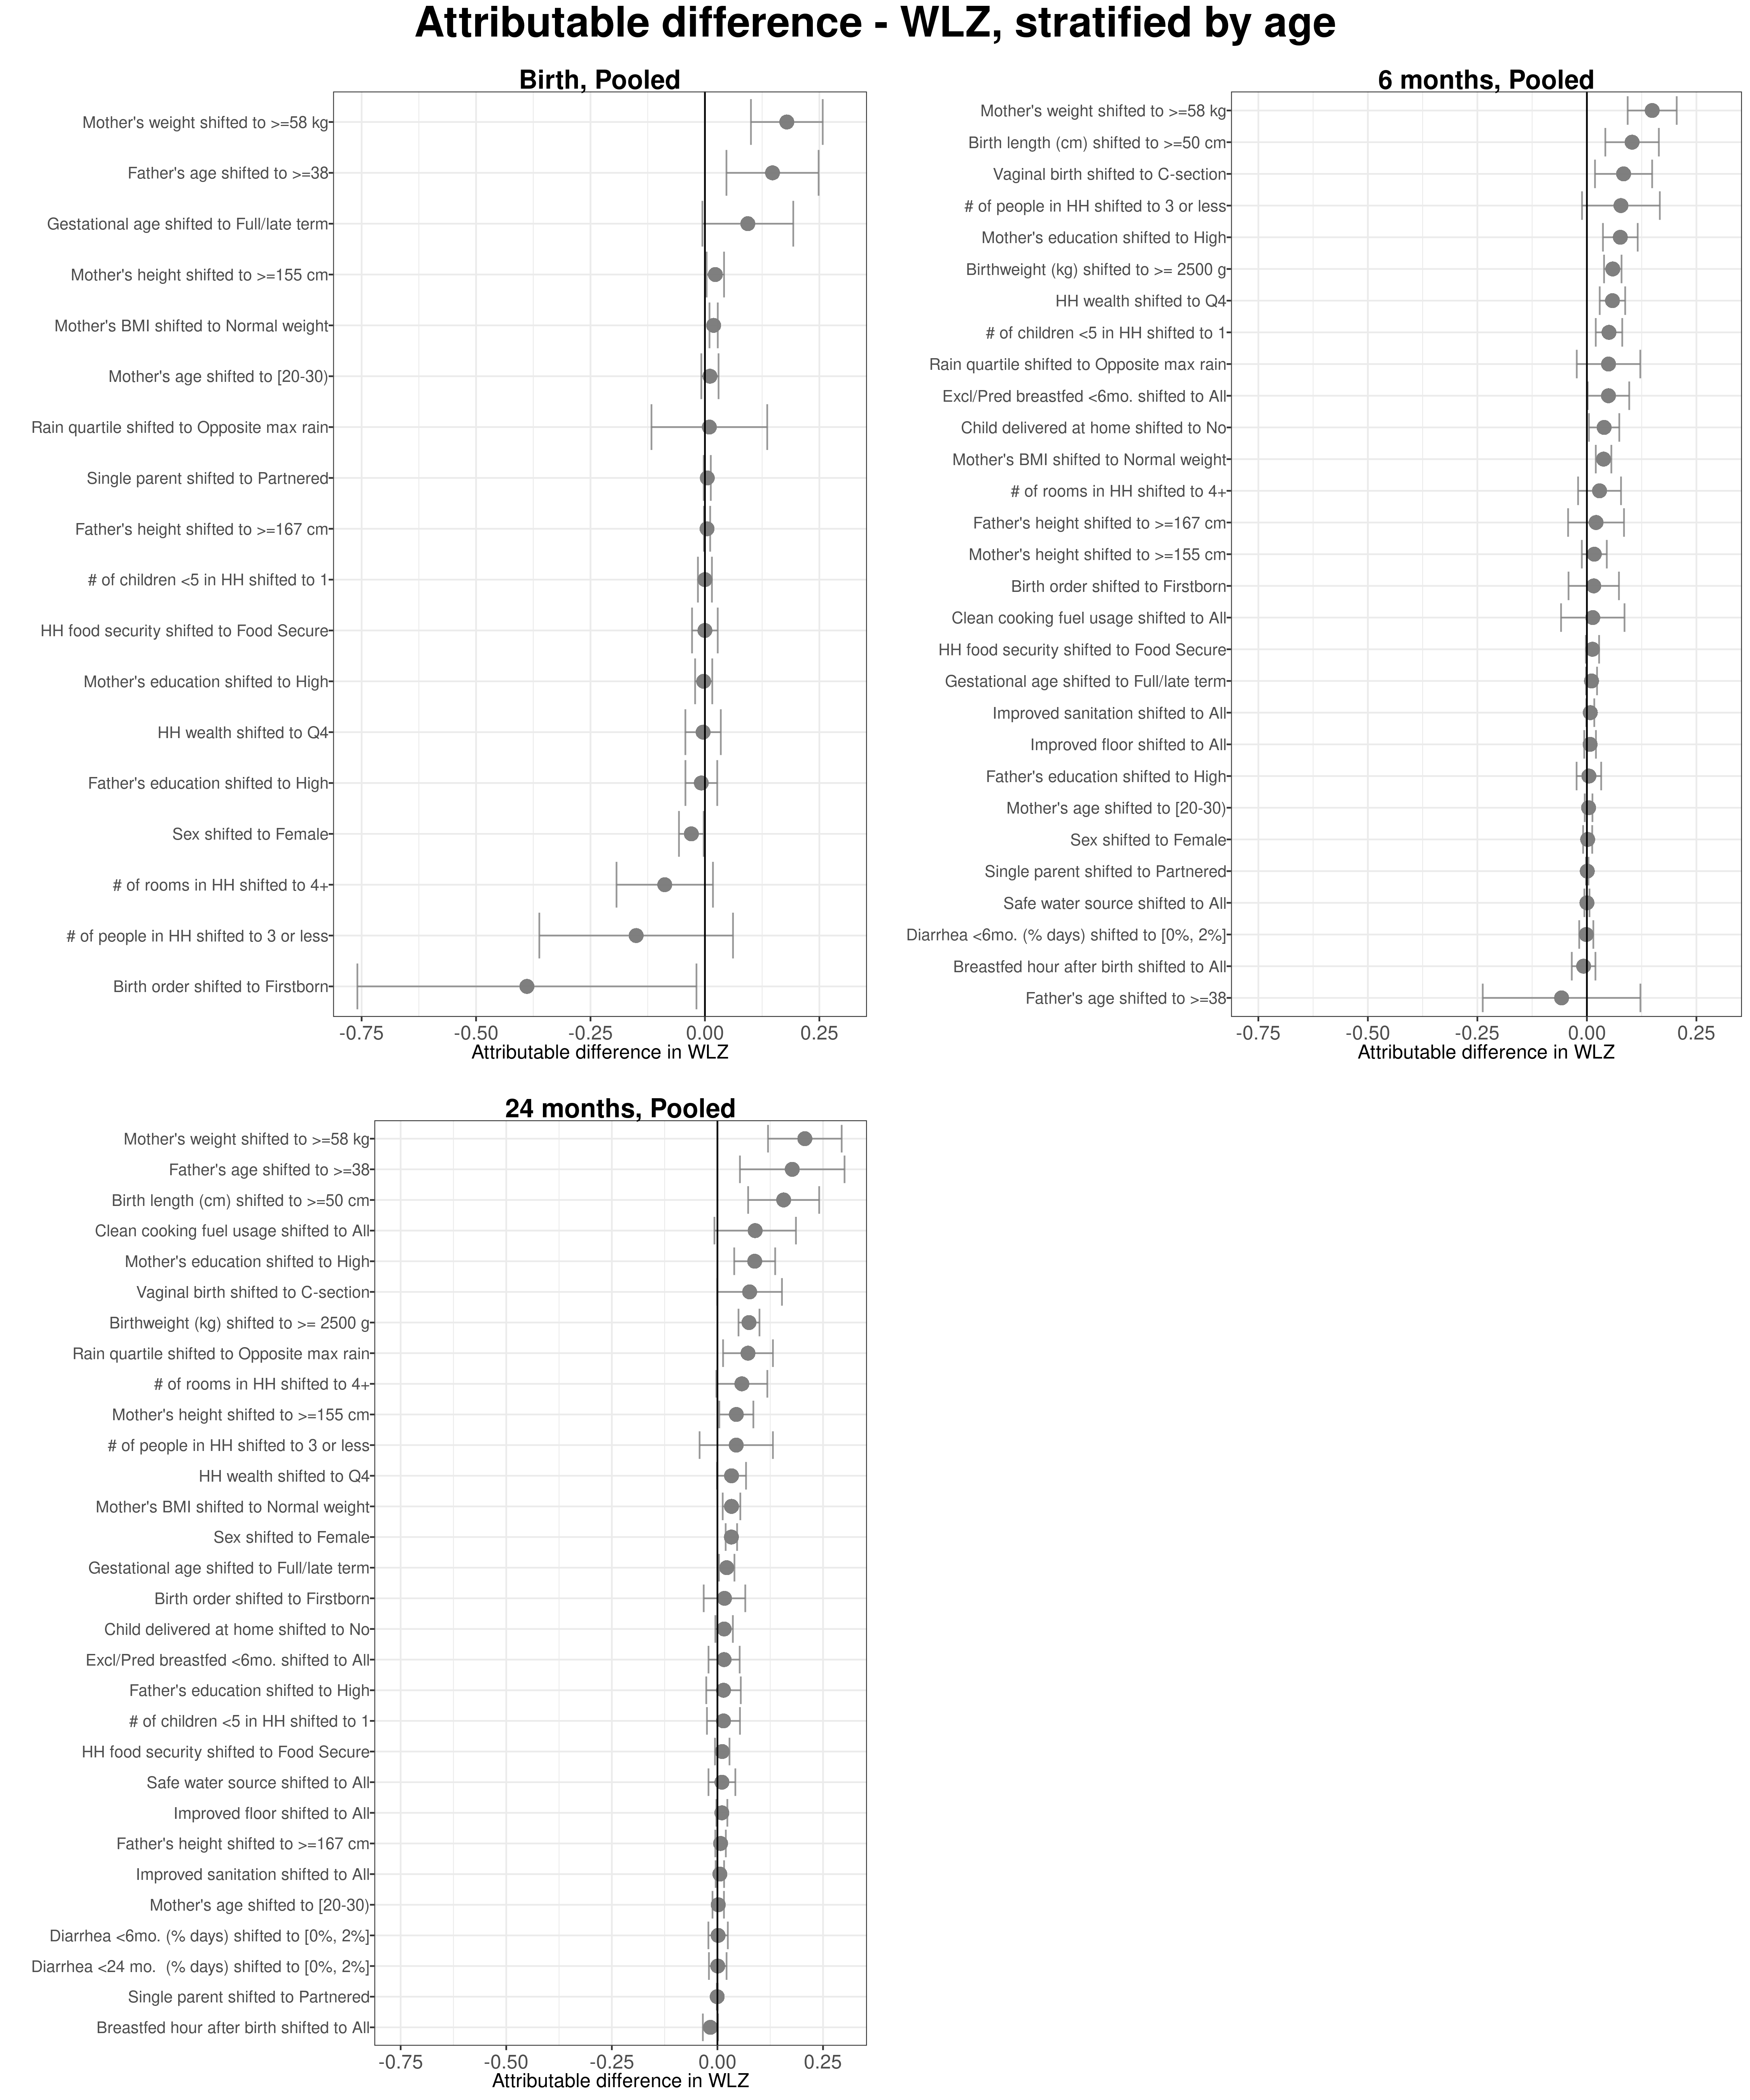 Attributable difference - WLZ, stratified by age
Birth, Pooled
Mother's weight shifted to >=58 kg
Father's age shifted to >=38
Gestational age shifted to Full/late term
Mother's height shifted to >=155 cm
Mother's BMI shifted to Normal weight
Mother's age shifted to [20-30)
Rain quartile shifted to Opposite max rain
Single parent shifted to Partnered
Father's height shifted to >=167 cm
# of children <5 in HH shifted to 1
HH food security shifted to Food Secure
Mother's education shifted to High
HH wealth shifted to Q4
Father's education shifted to High
Sex shifted to Female
# of rooms in HH shifted to 4+
# of people in HH shifted to 3 or less
Birth order shifted to Firstborn
-0.75 -0.50 -0.25 0.00 0.25
Attributable difference in WLZ
6 months, Pooled
Mother's weight shifted to >=58 kg
Birth length (cm) shifted to >=50 cm
Vaginal birth shifted to C-section
# of people in HH shifted to 3 or less
Mother's education shifted to High
Birthweight (kg) shifted to >= 2500 g
HH wealth shifted to Q4
# of children <5 in HH shifted to 1
Rain quartile shifted to Opposite max rain
Excl/Pred breastfed <6mo. shifted to All
Child delivered at home shifted to No
Mother's BMI shifted to Normal weight
# of rooms in HH shifted to 4+
Father's height shifted to >=167 cm
Mother's height shifted to >=155 cm
Birth order shifted to Firstborn
Clean cooking fuel usage shifted to All
HH food security shifted to Food Secure
Gestational age shifted to Full/late term
Improved sanitation shifted to All
Improved floor shifted to All
Father's education shifted to High
Mother's age shifted to [20-30)
Sex shifted to Female
Single parent shifted to Partnered
Safe water source shifted to All
Diarrhea <6mo. (% days) shifted to [0%, 2%]
Breastfed hour after birth shifted to All
Father's age shifted to >=38
-0.75 -0.50 -0.25 0.00 0.25
Attributable difference in WLZ
24 months, Pooled
Mother's weight shifted to >=58 kg
Father's age shifted to >=38
Birth length (cm) shifted to >=50 cm
Clean cooking fuel usage shifted to All
Mother's education shifted to High
Vaginal birth shifted to C-section
Birthweight (kg) shifted to >= 2500 g
Rain quartile shifted to Opposite max rain
# of rooms in HH shifted to 4+
Mother's height shifted to >=155 cm
# of people in HH shifted to 3 or less
HH wealth shifted to Q4
Mother's BMI shifted to Normal weight
Sex shifted to Female
Gestational age shifted to Full/late term
Birth order shifted to Firstborn
Child delivered at home shifted to No
Excl/Pred breastfed <6mo. shifted to All
Father's education shifted to High
# of children <5 in HH shifted to 1
HH food security shifted to Food Secure
Safe water source shifted to All
Improved floor shifted to All
Father's height shifted to >=167 cm
Improved sanitation shifted to All
Mother's age shifted to [20-30)
Diarrhea <6mo. (% days) shifted to [0%, 2%]
Diarrhea <24 mo.  (% days) shifted to [0%, 2%]
Single parent shifted to Partnered
Breastfed hour after birth shifted to All
-0.75 -0.50 -0.25 0.00 0.25
Attributable difference in WLZ